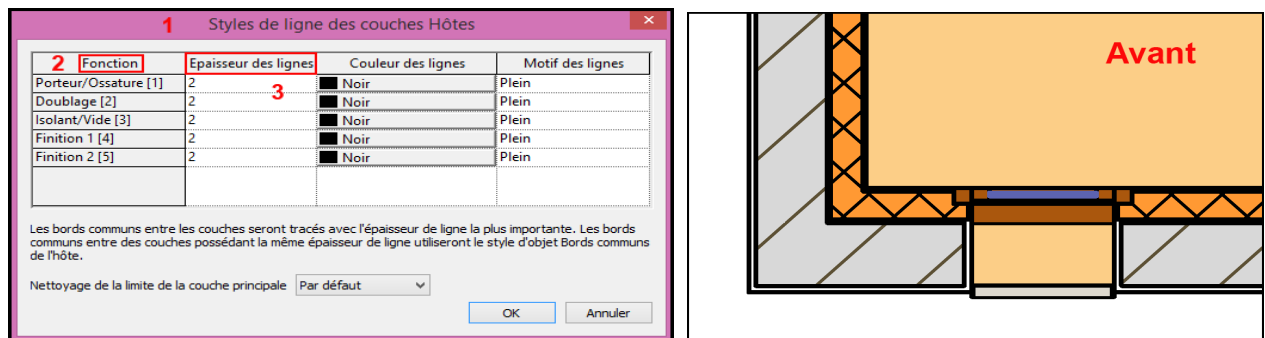 1 Styles de ligne des couches Hôtes
2 Fonction Epaisseur des lignes Couleur des lignes Motif des lignes
Porteur/Ossature [1] 2 Noir Plein
3
Doublage [2] 2 Noir Plein
Isolant/Vide [3] 2 Noir Plein
Finition 1 [4] 2 Noir Plein
Finition 2 [5] 2 Noir Plein
Les bords communs entre les couches seront tracés avec l'épaisseur de ligne la plus importante. Les bords
communs entre des couches possédant la même épaisseur de ligne utiliseront le style d'objet Bords communs
de l'hôte.
Nettoyage de la limite de la couche principale Par défaut
OK Annuler
Avant